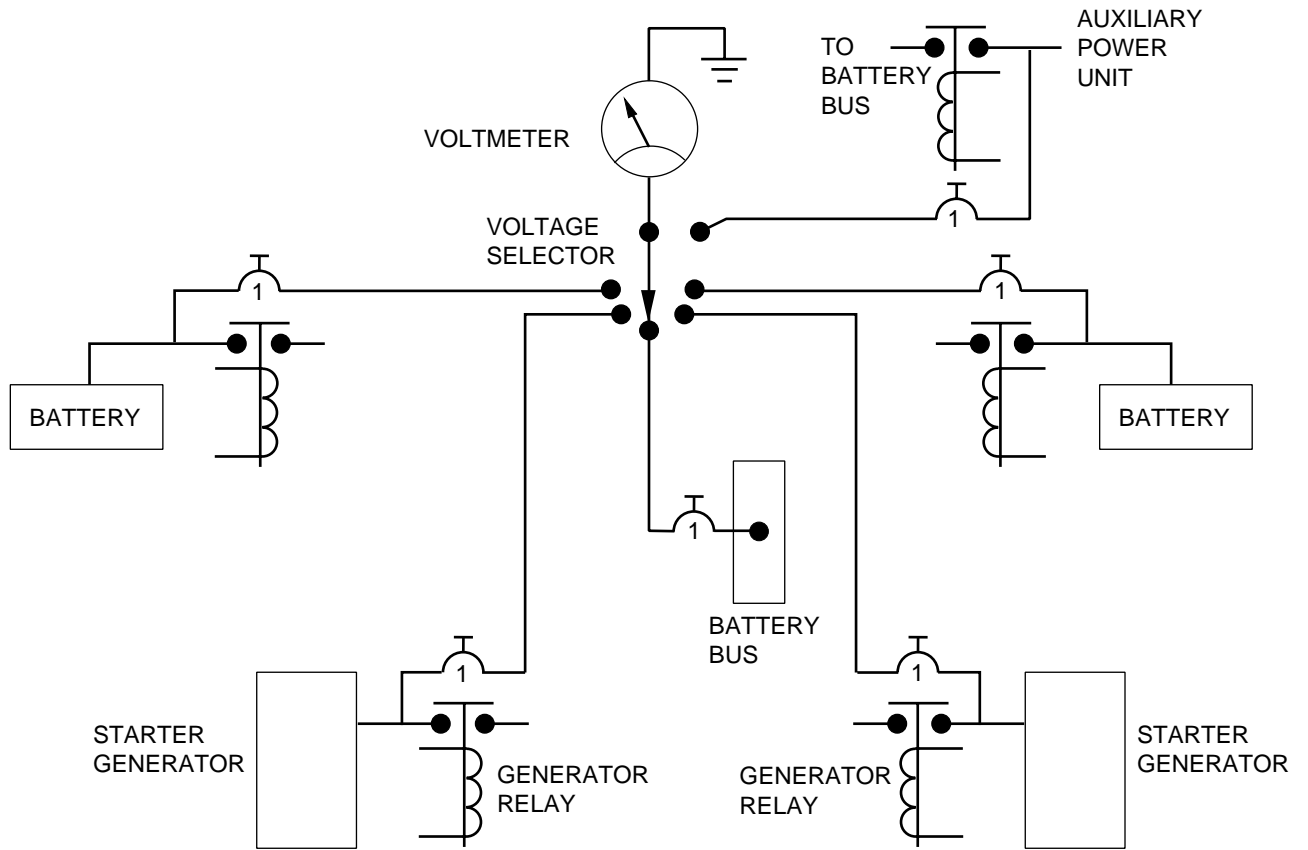 TO
BATTERY
BUS
AUXILIARY
POWER
UNIT
VOLTMETER
1
VOLTAGE
SELECTOR
1
1
BATTERY
BATTERY
1
BATTERY
BUS
1
1
STARTER
GENERATOR
GENERATOR
RELAY
GENERATOR
RELAY
STARTER
GENERATOR